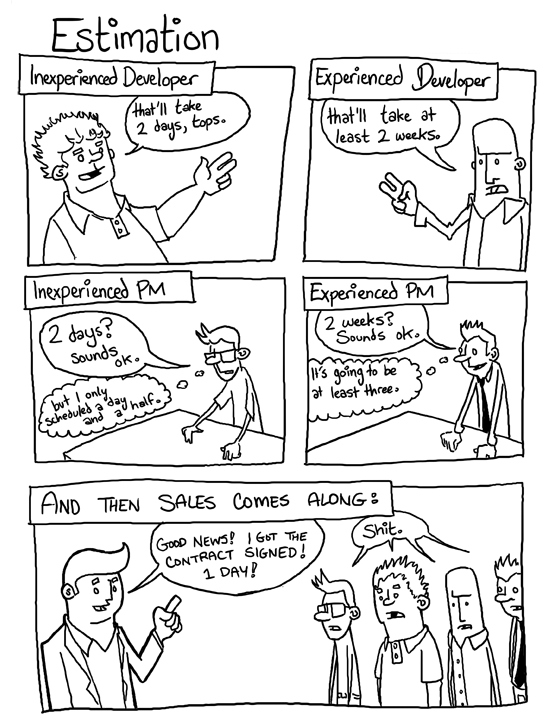 Estimation
Inexperienced Developer
that'll take
2 days, tops.
Experienced Developer
that'll take at
least 2 weeks.
Inexperienced PM
2 days?
sounds
ok.
but I only
scheduled a day
and a half.
Experienced PM
2 weeks?
Sounds ok.
It's going to be
at least three.
AND THEN SALES COMES ALONG:
GOOD NEWS! I GOT THE
CONTRACT SIGNED!
1 DAY!
Shit.